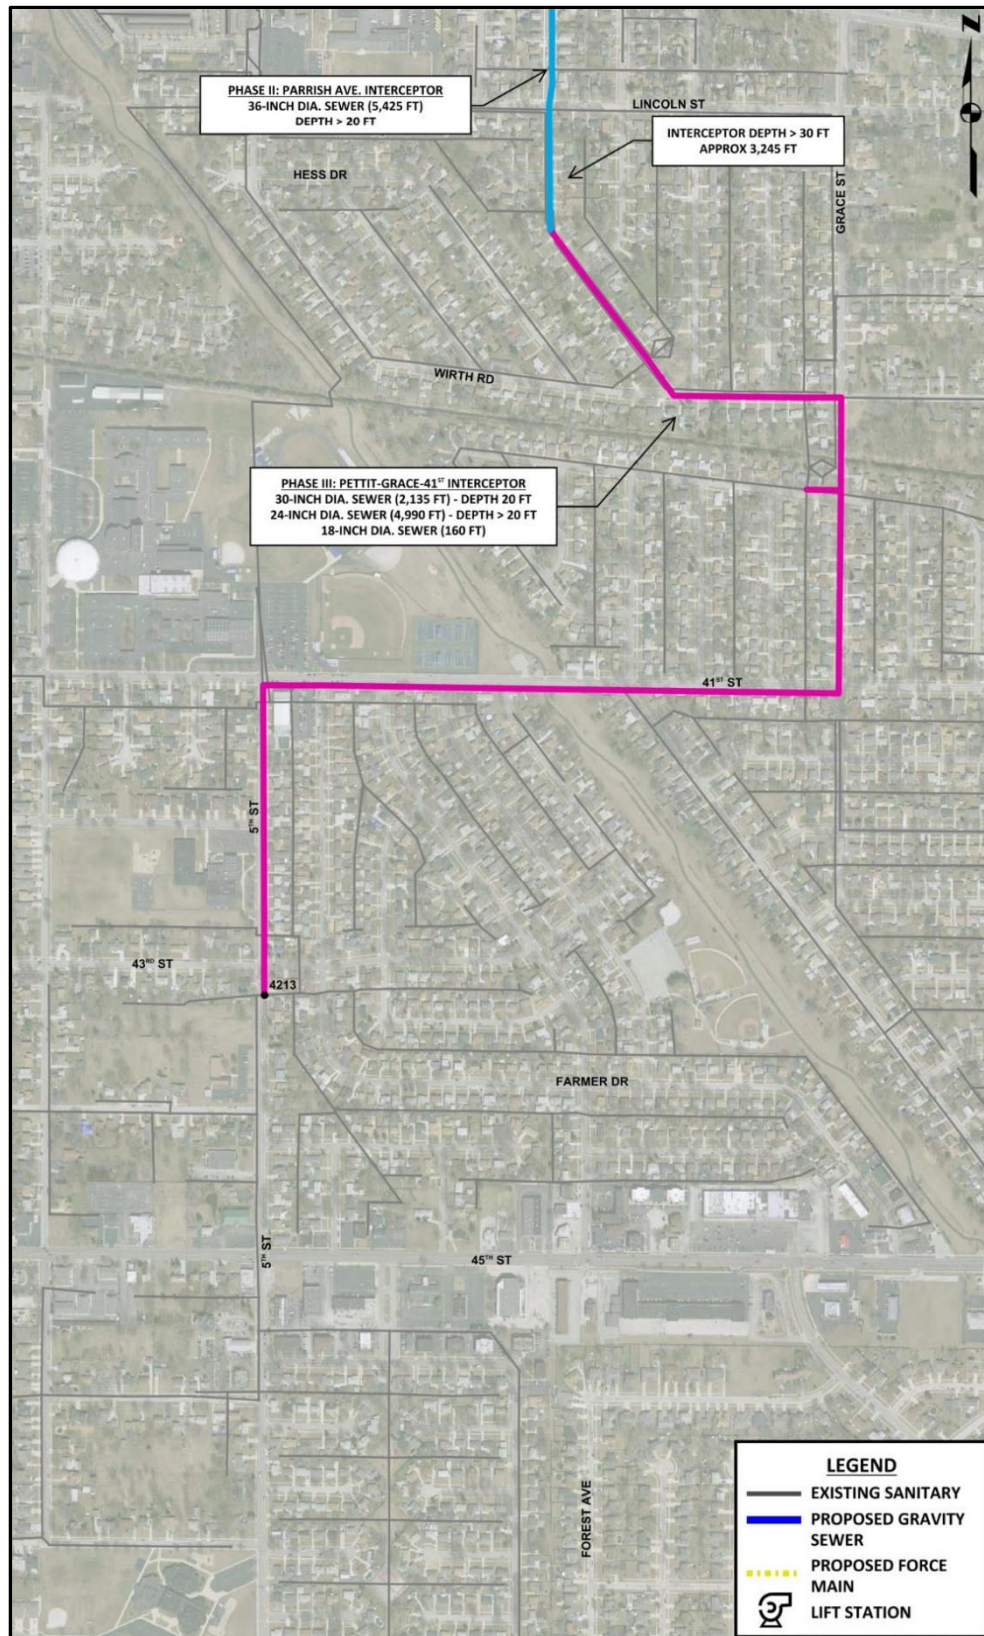 N
PHASE II: PARRISH AVE. INTERCEPTOR
36-INCH DIA. SEWER (5,425 FT)
DEPTH > 20 FT
LINCOLN ST
INTERCEPTOR DEPTH > 30 FT
APPROX 3,245 FT
HESS DR
GRACE ST
WIRTH RD
PHASE III: PETTIT-GRACE-41ST INTERCEPTOR
30-INCH DIA. SEWER (2,135 FT) - DEPTH 20 FT
24-INCH DIA. SEWER (4,990 FT) - DEPTH > 20 FT
18-INCH DIA. SEWER (160 FT)
41ST ST
5TH ST
43RD ST
4213
FARMER DR
5TH ST
45TH ST
FOREST AVE
LEGEND
EXISTING SANITARY
PROPOSED GRAVITY
SEWER
PROPOSED FORCE
MAIN
LIFT STATION